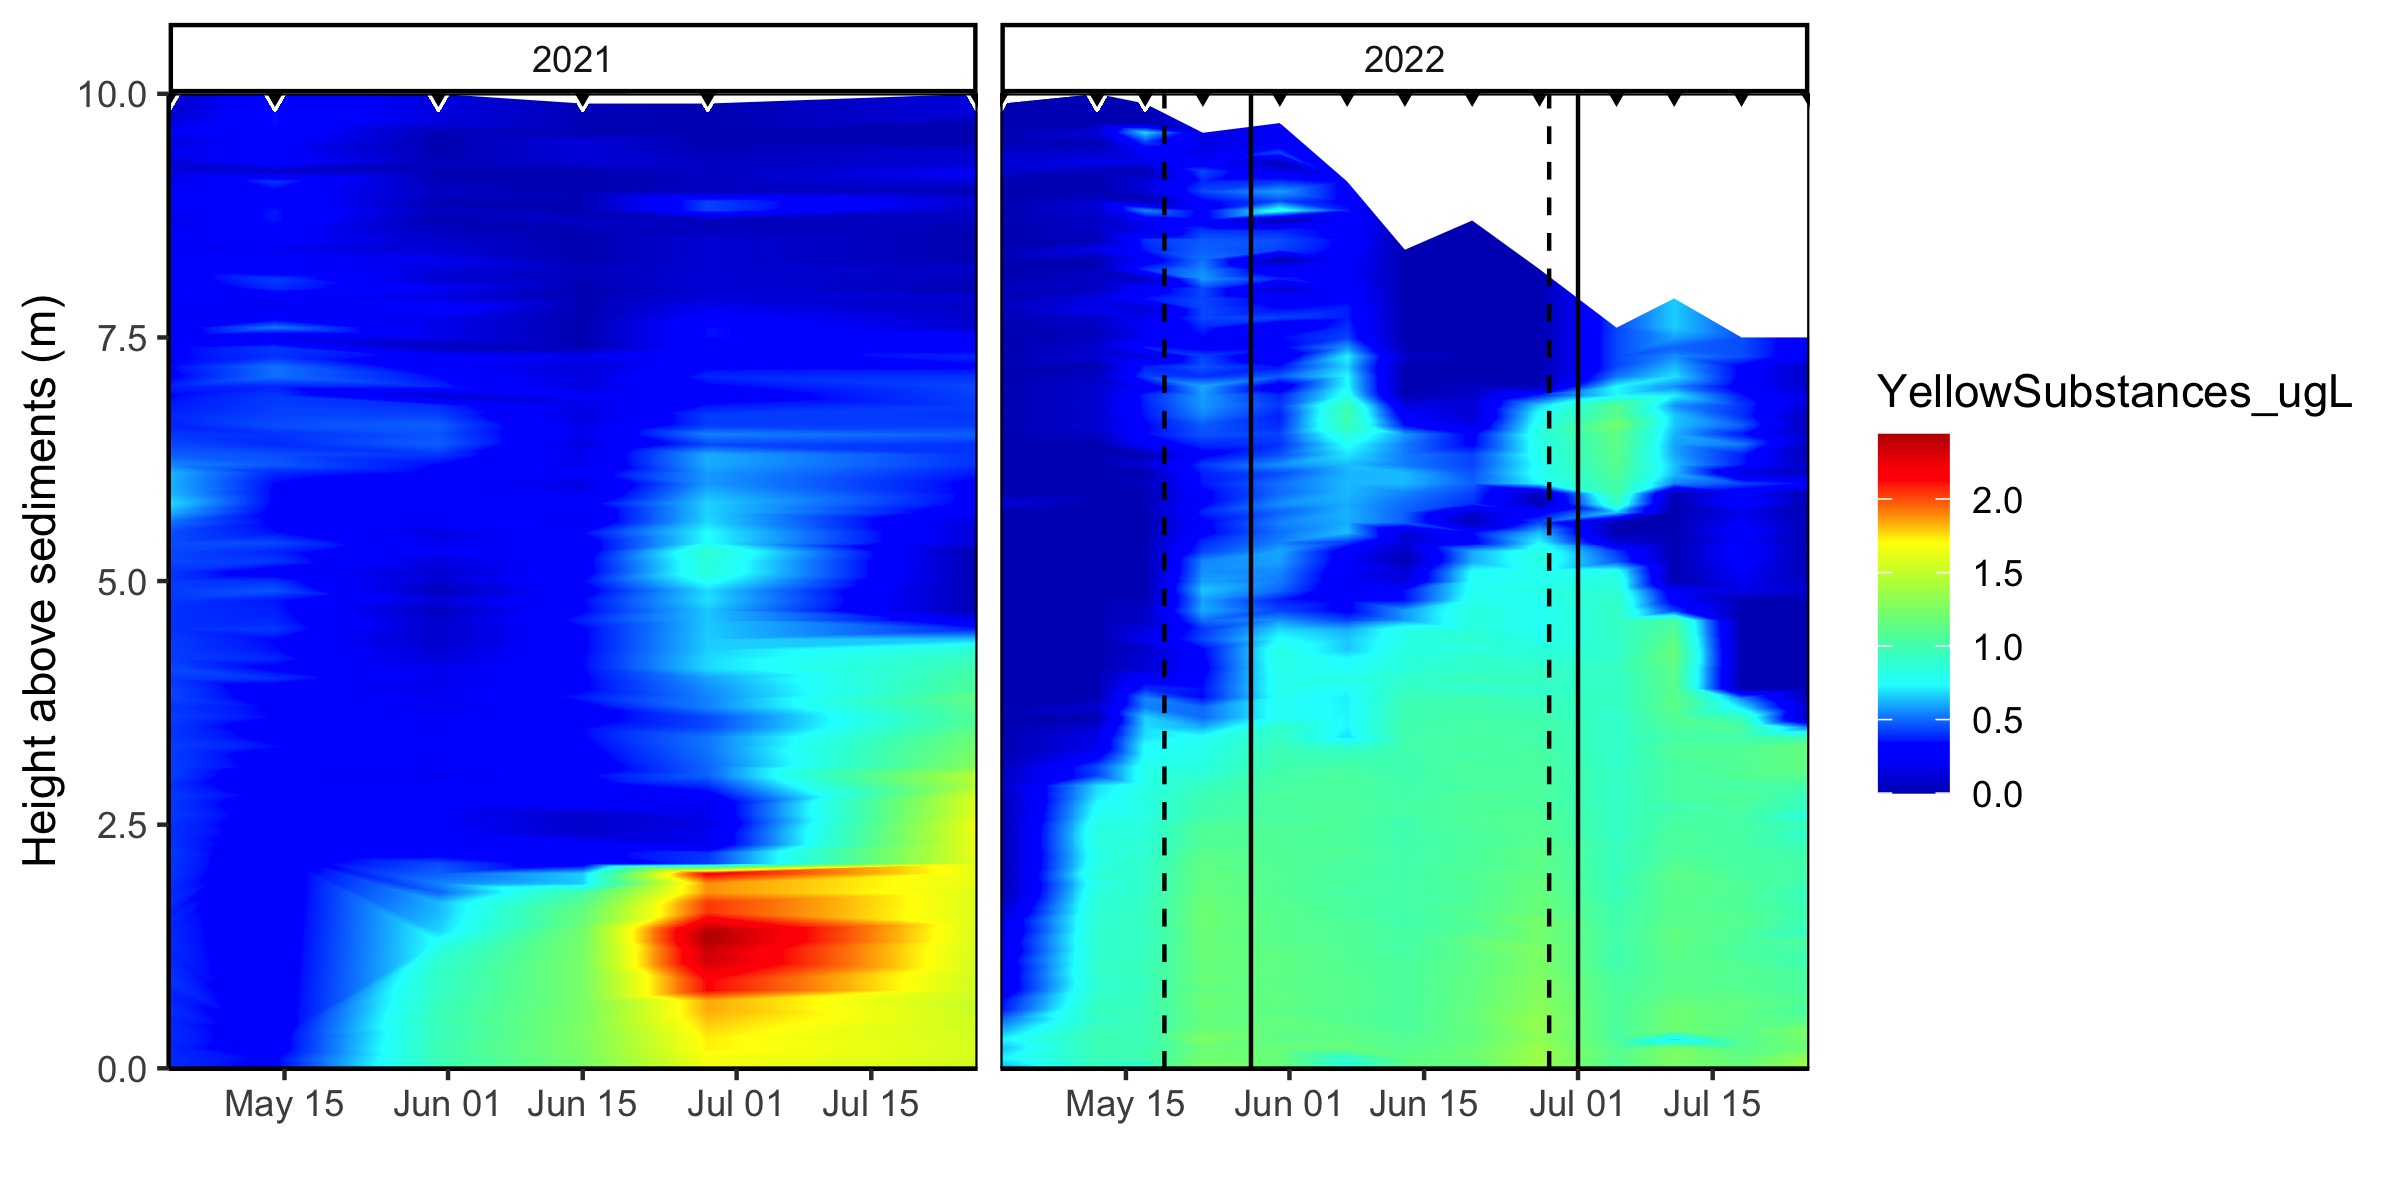 2021
2022
10.0
7.5
5.0
2.5
0.0
Height above sediments (m)
May 15
Jun 01
Jun 15
Jul 01
Jul 15
May 15
Jun 01
Jun 15
Jul 01
Jul 15
YellowSubstances_ugL
2.0
1.5
1.0
0.5
0.0